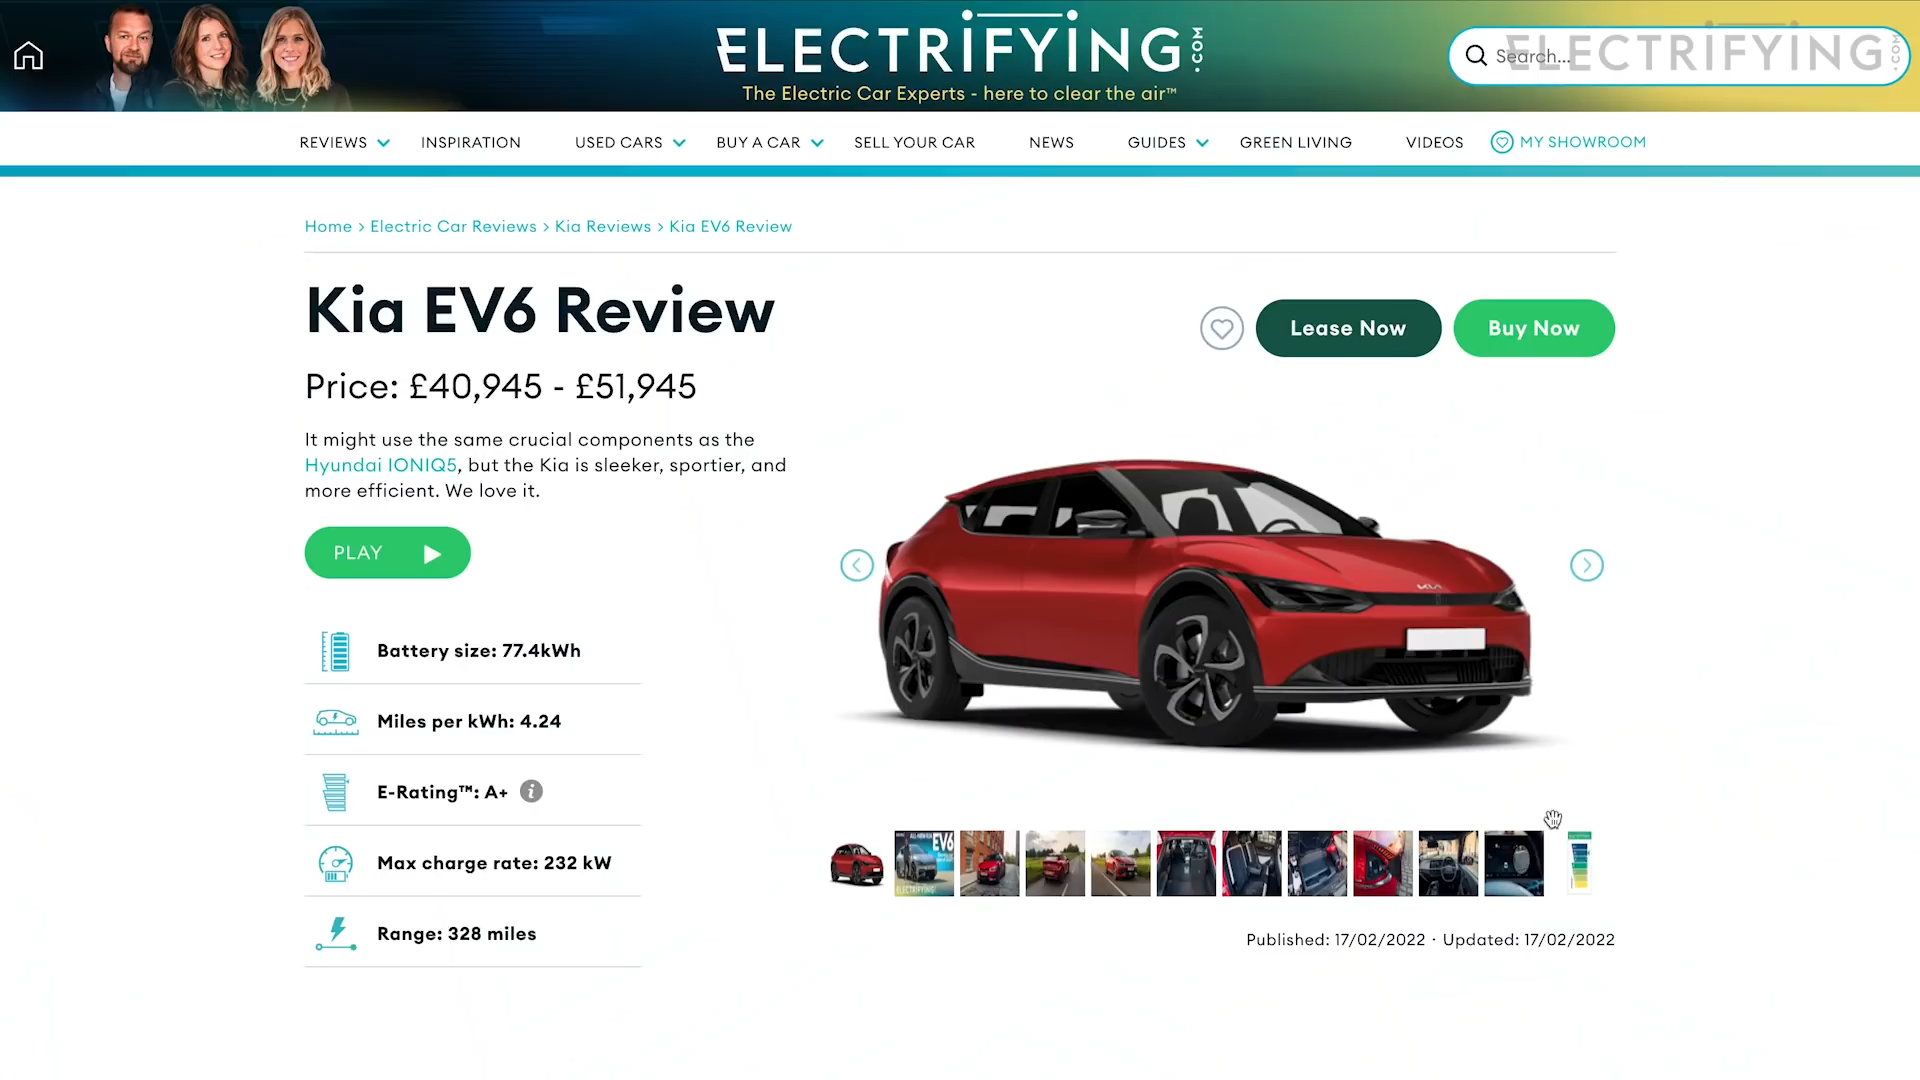 ELECTRIFYING.COM
The Electric Car Experts - here to clear the air™
Search...
ELECTRIFYING.COM
REVIEWS
INSPIRATION
USED CARS
BUY A CAR
SELL YOUR CAR
NEWS
GUIDES
GREEN LIVING
VIDEOS
MY SHOWROOM
Home > Electric Car Reviews > Kia Reviews > Kia EV6 Review
Kia EV6 Review
Lease Now
Buy Now
Price: £40,945 - £51,945
It might use the same crucial components as the
Hyundai IONIQ5, but the Kia is sleeker, sportier, and
more efficient. We love it.
PLAY
Battery size: 77.4kWh
Miles per kWh: 4.24
E-Rating™: A+
Max charge rate: 232 kW
Range: 328 miles
KIA
EV6
ELECTRIFYING
Published: 17/02/2022 · Updated: 17/02/2022